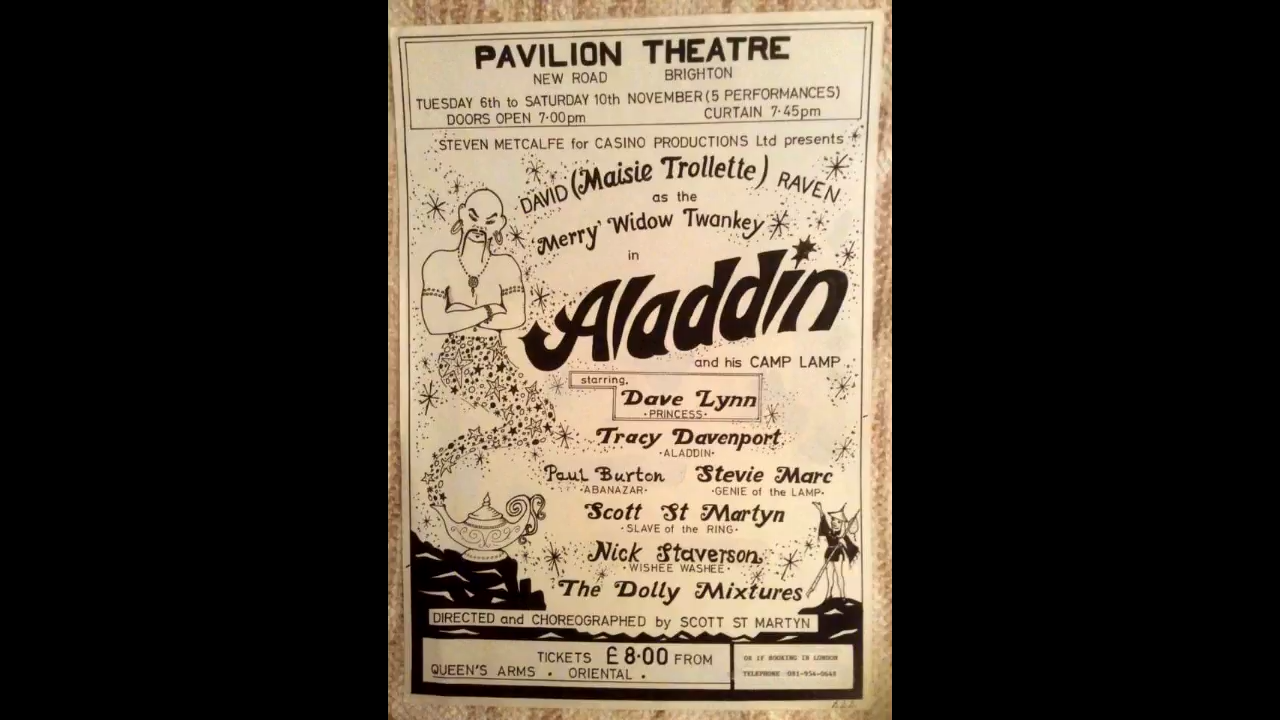 PAVILION THEATRE
NEW ROAD BRIGHTON
TUESDAY 6th to SATURDAY 10th NOVEMBER (5 PERFORMANCES)
DOORS OPEN 7·00pm CURTAIN 7·45pm
STEVEN METCALFE for CASINO PRODUCTIONS Ltd presents
DAVID (Maisie Trollette) RAVEN
as the
'Merry' Widow Twankey
in
Aladdin
and his CAMP LAMP
starring,
Dave Lynn
·PRINCESS·
Tracy Davenport
·ALADDIN·
Paul Burton Stevie Marc
·ABANAZAR· ·GENIE of the LAMP·
Scott St Martyn
·SLAVE of the RING·
Nick Staverson
·WISHEE WASHEE·
The Dolly Mixtures
DIRECTED and CHOREOGRAPHED by SCOTT ST MARTYN
TICKETS £8·00 FROM
QUEEN'S ARMS · ORIENTAL ·
OR IF BOOKING IN LONDON
TELEPHONE 081-954-0648